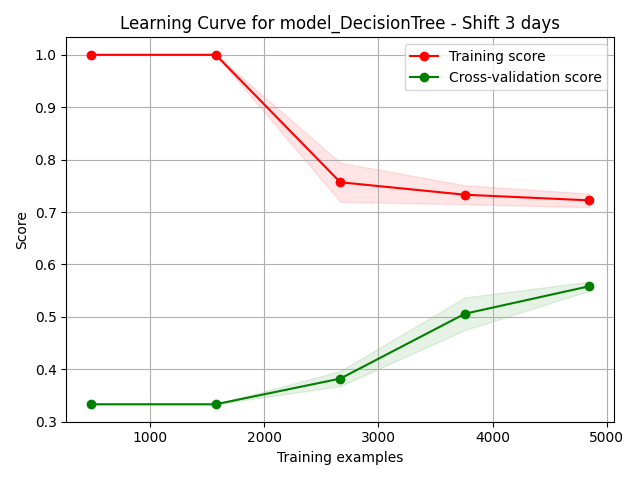 Learning Curve for model_DecisionTree - Shift 3 days
Training score
Cross-validation score
Score
1.0
0.9
0.8
0.7
0.6
0.5
0.4
0.3
1000
2000
3000
4000
5000
Training examples